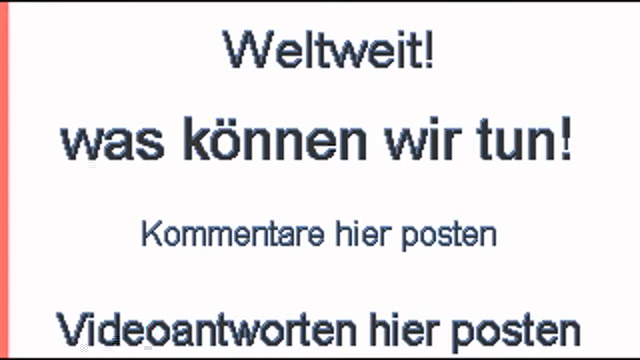 Weltweit!
was können wir tun!
Kommentare hier posten
Videoantworten hier posten